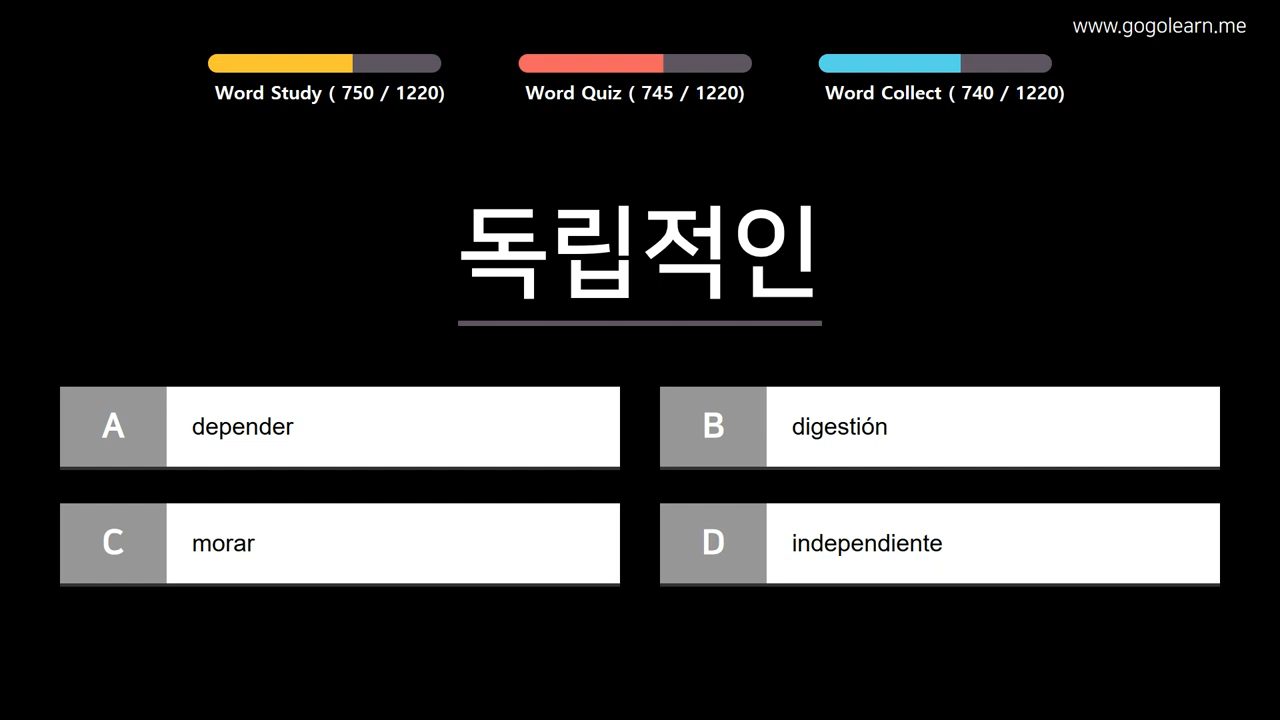 www.gogolearn.me
Word Study ( 750 / 1220)
Word Quiz ( 745 / 1220)
Word Collect ( 740 / 1220)
독립적인
A depender
B digestión
C morar
D independiente